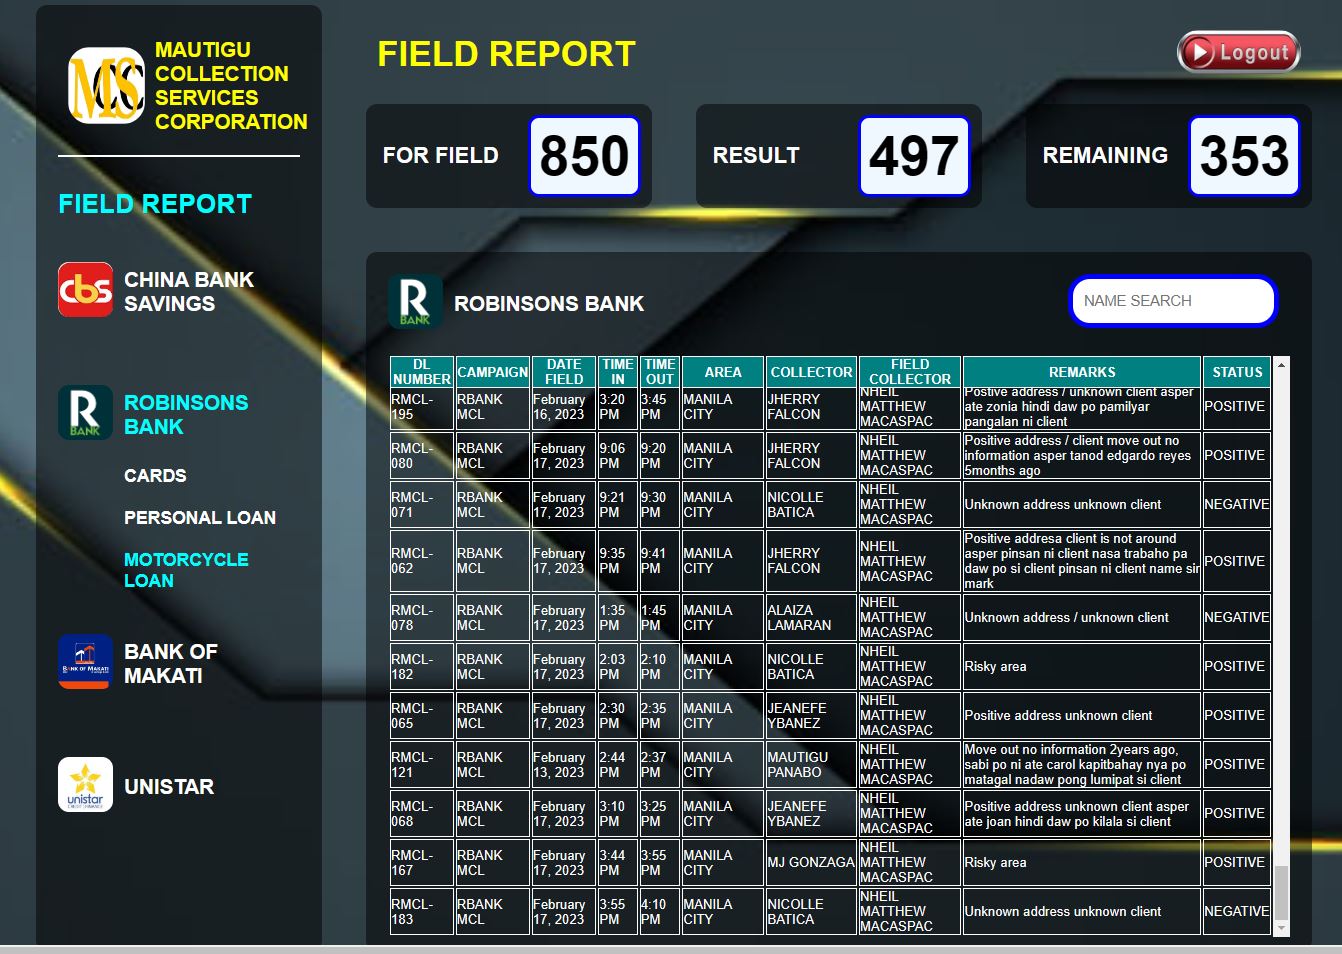 MCSC
MAUTIGU
COLLECTION
SERVICES
CORPORATION
FIELD REPORT
cbs
CHINA BANK
SAVINGS
R
BANK
ROBINSONS
BANK
CARDS
PERSONAL LOAN
MOTORCYCLE
LOAN
BANK OF MAKATI
BANK OF
MAKATI
unistar
UNISTAR
FIELD REPORT
Logout
FOR FIELD 850
RESULT 497
REMAINING 353
R
BANK
ROBINSONS BANK
NAME SEARCH
DL NUMBER CAMPAIGN DATE FIELD TIME IN TIME OUT AREA COLLECTOR FIELD COLLECTOR REMARKS STATUS
RMCL-195 RBANK MCL February 16, 2023 3:20 PM 3:45 PM MANILA CITY JHERRY FALCON NHEIL MATTHEW MACASPAC Postive address / unknown client asper ate zonia hindi daw po pamilyar pangalan ni client POSITIVE
RMCL-080 RBANK MCL February 17, 2023 9:06 PM 9:20 PM MANILA CITY JHERRY FALCON NHEIL MATTHEW MACASPAC Positive address / client move out no information asper tanod edgardo reyes 5months ago POSITIVE
RMCL-071 RBANK MCL February 17, 2023 9:21 PM 9:30 PM MANILA CITY NICOLLE BATICA NHEIL MATTHEW MACASPAC Unknown address unknown client NEGATIVE
RMCL-062 RBANK MCL February 17, 2023 9:35 PM 9:41 PM MANILA CITY JHERRY FALCON NHEIL MATTHEW MACASPAC Positive addresa client is not around asper pinsan ni client nasa trabaho pa daw po si client pinsan ni client name sir mark POSITIVE
RMCL-078 RBANK MCL February 17, 2023 1:35 PM 1:45 PM MANILA CITY ALAIZA LAMARAN NHEIL MATTHEW MACASPAC Unknown address / unknown client NEGATIVE
RMCL-182 RBANK MCL February 17, 2023 2:03 PM 2:10 PM MANILA CITY NICOLLE BATICA NHEIL MATTHEW MACASPAC Risky area POSITIVE
RMCL-065 RBANK MCL February 17, 2023 2:30 PM 2:35 PM MANILA CITY JEANEFE YBANEZ NHEIL MATTHEW MACASPAC Positive address unknown client POSITIVE
RMCL-121 RBANK MCL February 13, 2023 2:44 PM 2:37 PM MANILA CITY MAUTIGU PANABO NHEIL MATTHEW MACASPAC Move out no information 2years ago, sabi po ni ate carol kapitbahay nya po matagal nadaw pong lumipat si client POSITIVE
RMCL-068 RBANK MCL February 17, 2023 3:10 PM 3:25 PM MANILA CITY JEANEFE YBANEZ NHEIL MATTHEW MACASPAC Positive address unknown client asper ate joan hindi daw po kilala si client POSITIVE
RMCL-167 RBANK MCL February 17, 2023 3:44 PM 3:55 PM MANILA CITY MJ GONZAGA NHEIL MATTHEW MACASPAC Risky area POSITIVE
RMCL-183 RBANK MCL February 17, 2023 3:55 PM 4:10 PM MANILA CITY NICOLLE BATICA NHEIL MATTHEW MACASPAC Unknown address unknown client NEGATIVE